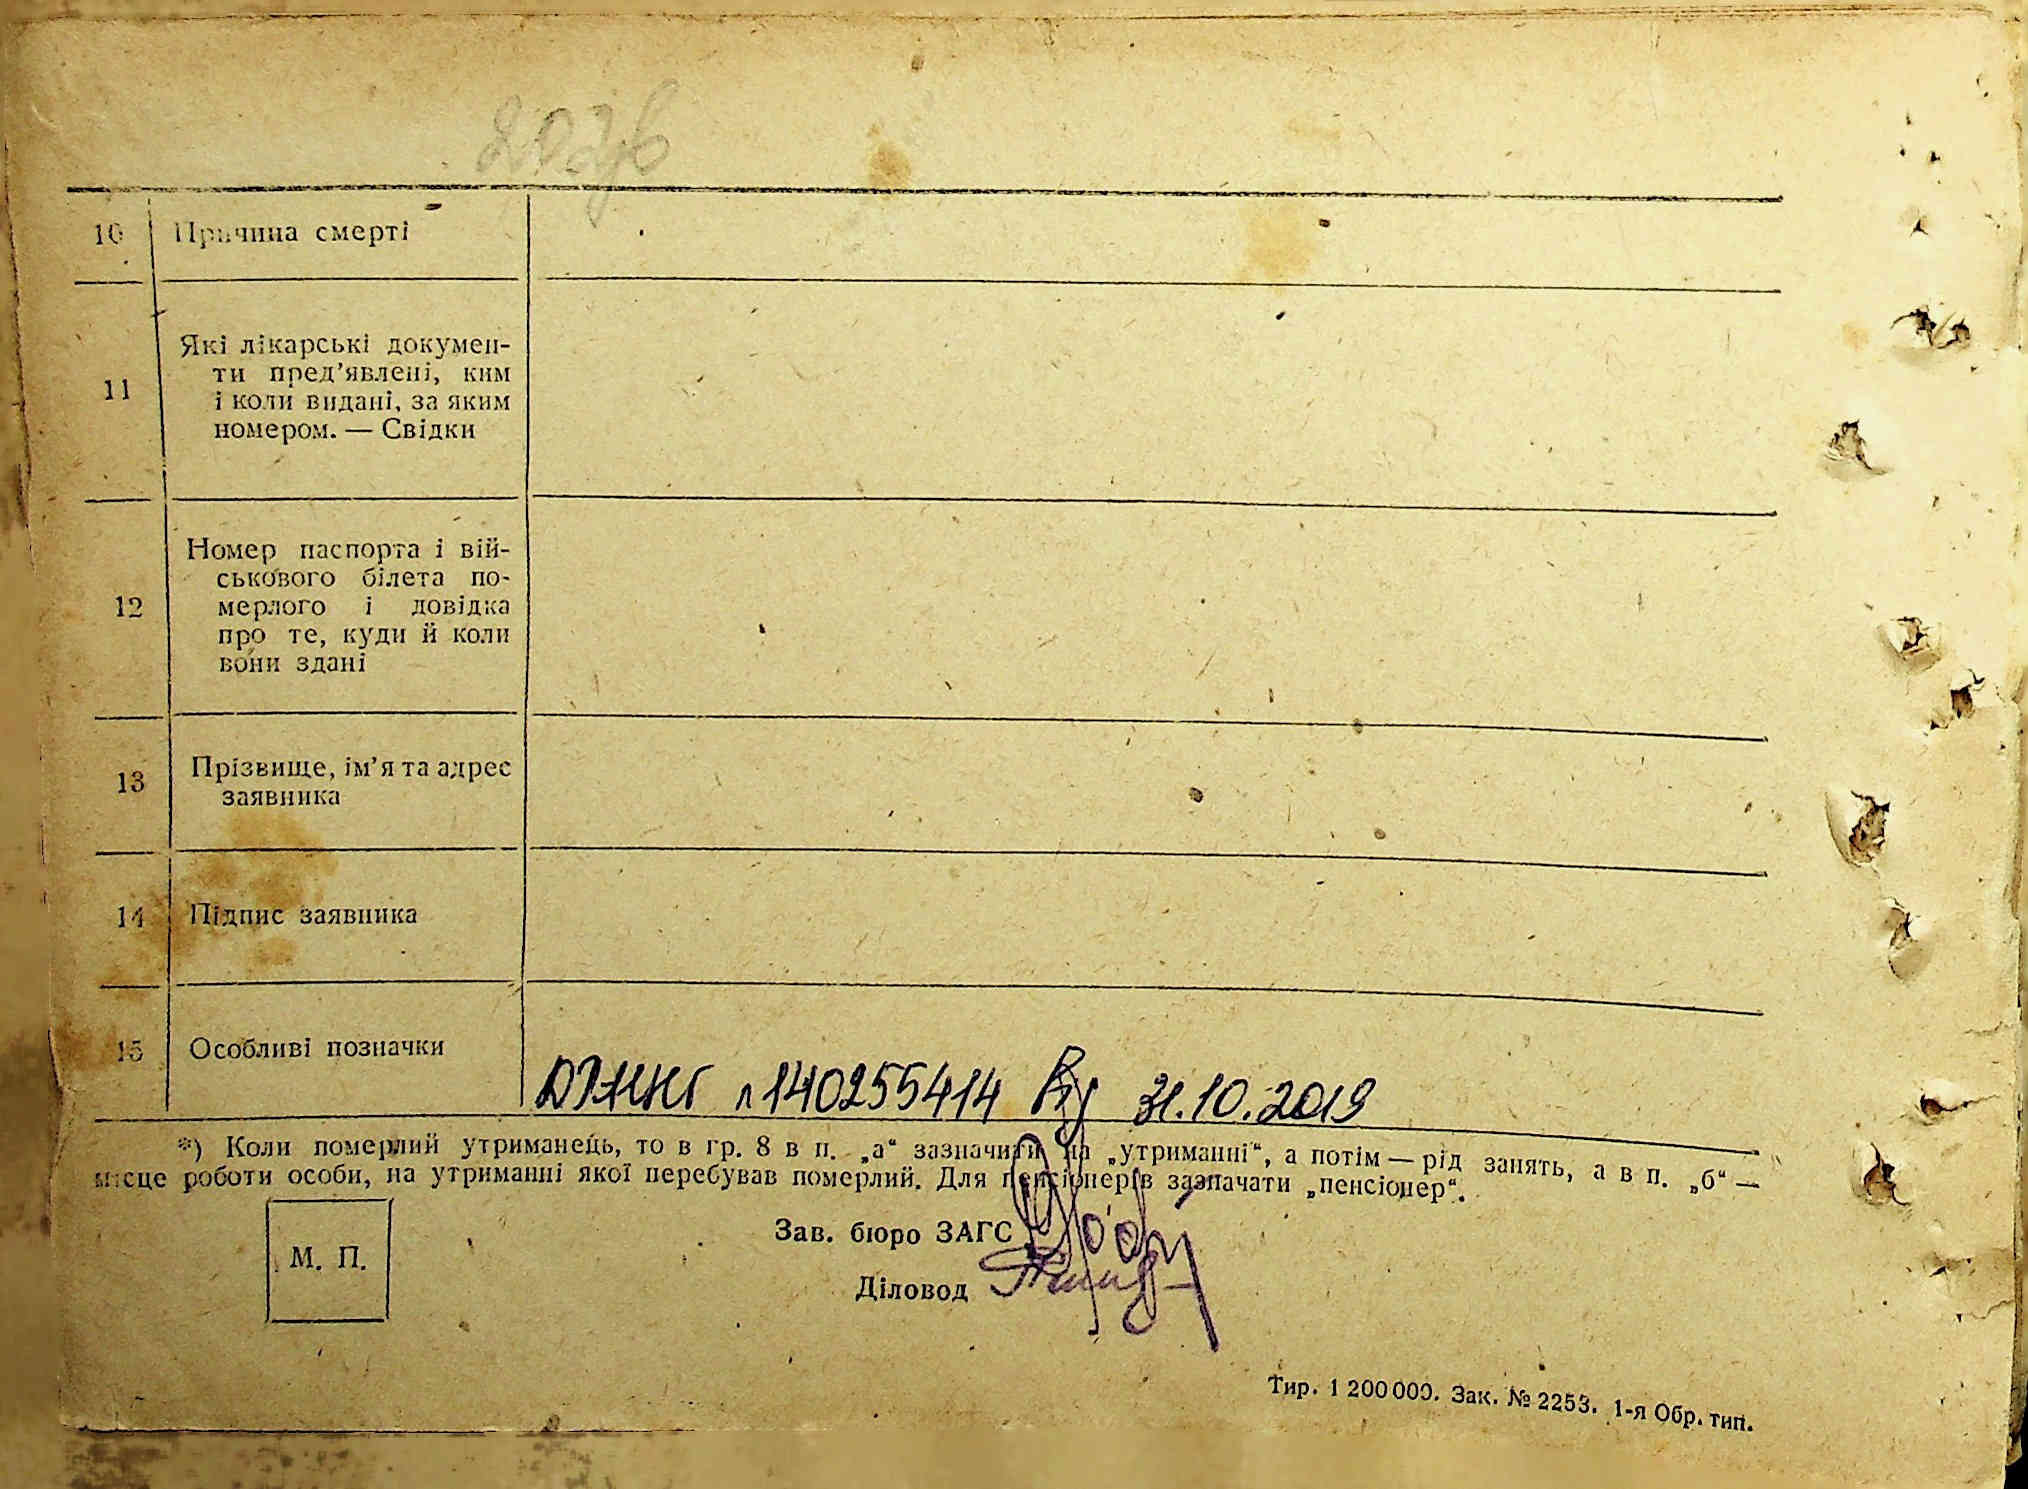 10 Причина смерті
11 Які лікарські докумен-
ти пред’явлені, ким
і коли видані, за яким
номером. — Свідки
12 Номер паспорта і вій-
ськового білета по-
мерлого і довідка
про те, куди й коли
вони здані
13 Прізвище, ім’я та адрес
заявника
14 Підпис заявника
15 Особливі позначки
140255414 31.10.2019
*) Коли померлий утриманець, то в гр. 8 в п. „а“ зазначити на „утриманні“, а потім — рід занять, а в п. „б“ —
місце роботи особи, на утриманні якої перебував померлий. Для пенсіонерів зазначати „пенсіонер“.
М. П.
Зав. бюро ЗАГС
Діловод
Тир. 1 200 000. Зак. № 2253. 1-я Обр. тип.